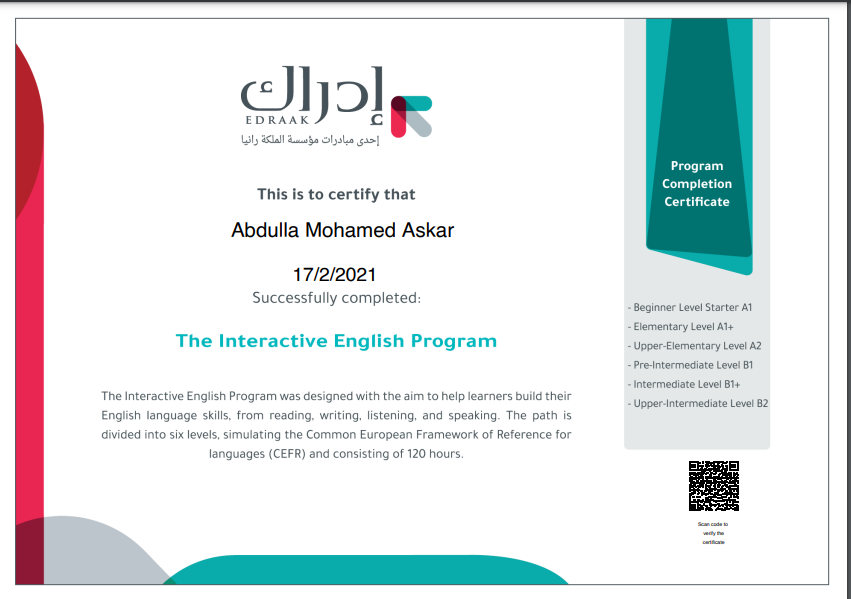 إدراك
EDRAAK
إحدى مبادرات مؤسسة الملكة رانيا
This is to certify that
Abdulla Mohamed Askar
17/2/2021
Successfully completed:
The Interactive English Program
The Interactive English Program was designed with the aim to help learners build their
English language skills, from reading, writing, listening, and speaking. The path is
divided into six levels, simulating the Common European Framework of Reference for
languages (CEFR) and consisting of 120 hours.
Program
Completion
Certificate
- Beginner Level Starter A1
- Elementary Level A1+
- Upper-Elementary Level A2
- Pre-Intermediate Level B1
- Intermediate Level B1+
- Upper-Intermediate Level B2
Scan code to
verify the
certificate